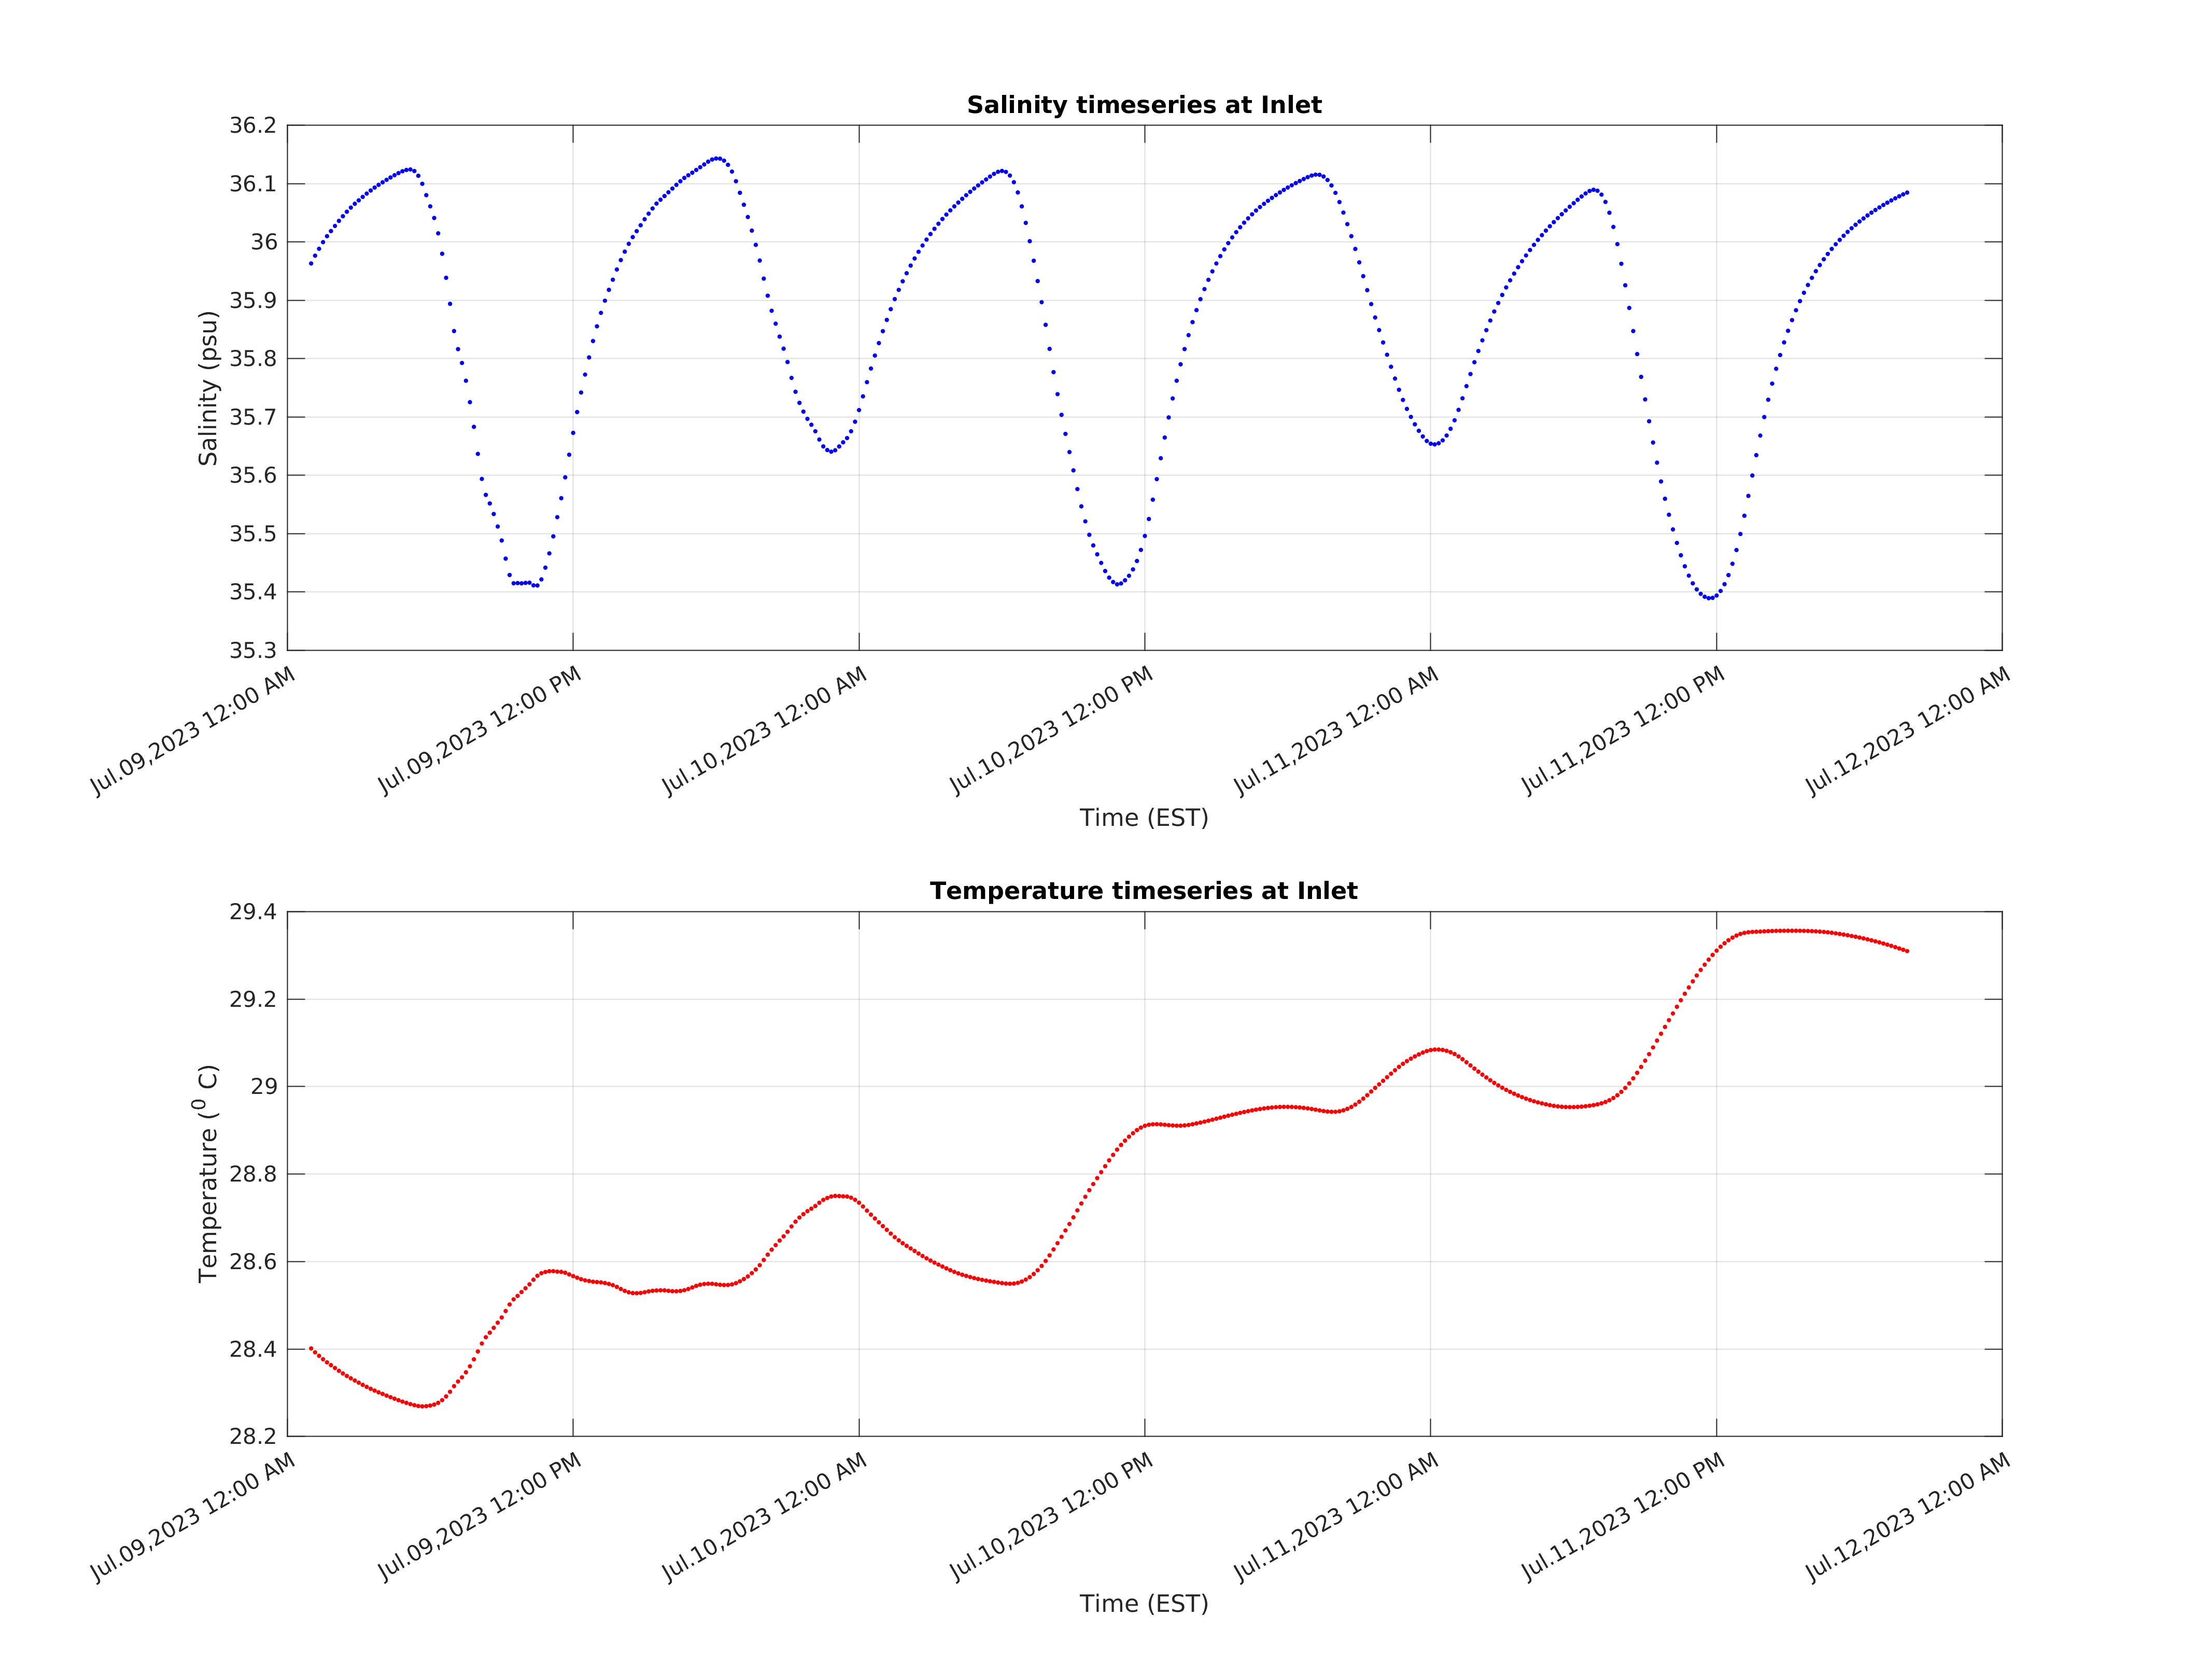 Salinity timeseries at Inlet
36.2
36.1
36
35.9
35.8
35.7
35.6
35.5
35.4
35.3
Salinity (psu)
Jul.09,2023 12:00 AM
Jul.09,2023 12:00 PM
Jul.10,2023 12:00 AM
Jul.10,2023 12:00 PM
Jul.11,2023 12:00 AM
Jul.11,2023 12:00 PM
Jul.12,2023 12:00 AM
Time (EST)
Temperature timeseries at Inlet
29.4
29.2
29
28.8
28.6
28.4
28.2
Temperature (⁰ C)
Jul.09,2023 12:00 AM
Jul.09,2023 12:00 PM
Jul.10,2023 12:00 AM
Jul.10,2023 12:00 PM
Jul.11,2023 12:00 AM
Jul.11,2023 12:00 PM
Jul.12,2023 12:00 AM
Time (EST)